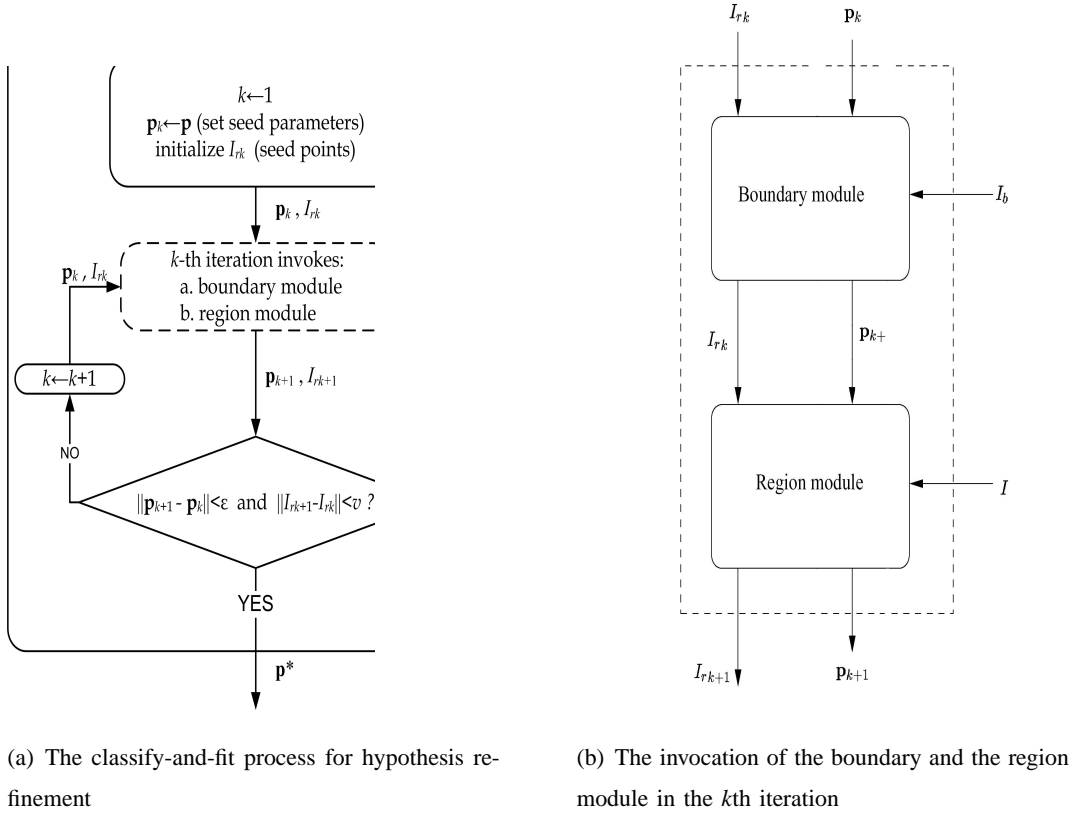 k←1
p_k←p (set seed parameters)
initialize I_rk (seed points)
p_k , I_rk
k-th iteration invokes:
a. boundary module
b. region module
p_k , I_rk
k←k+1
p_k+1 , I_rk+1
NO
||p_k+1 - p_k||<ε and ||I_rk+1-I_rk||<υ ?
YES
p*
(a) The classify-and-fit process for hypothesis re-
finement
I_rk
p_k
Boundary module
I_b
I_rk
p_k+
Region module
I
I_rk+1
p_k+1
(b) The invocation of the boundary and the region
module in the kth iteration